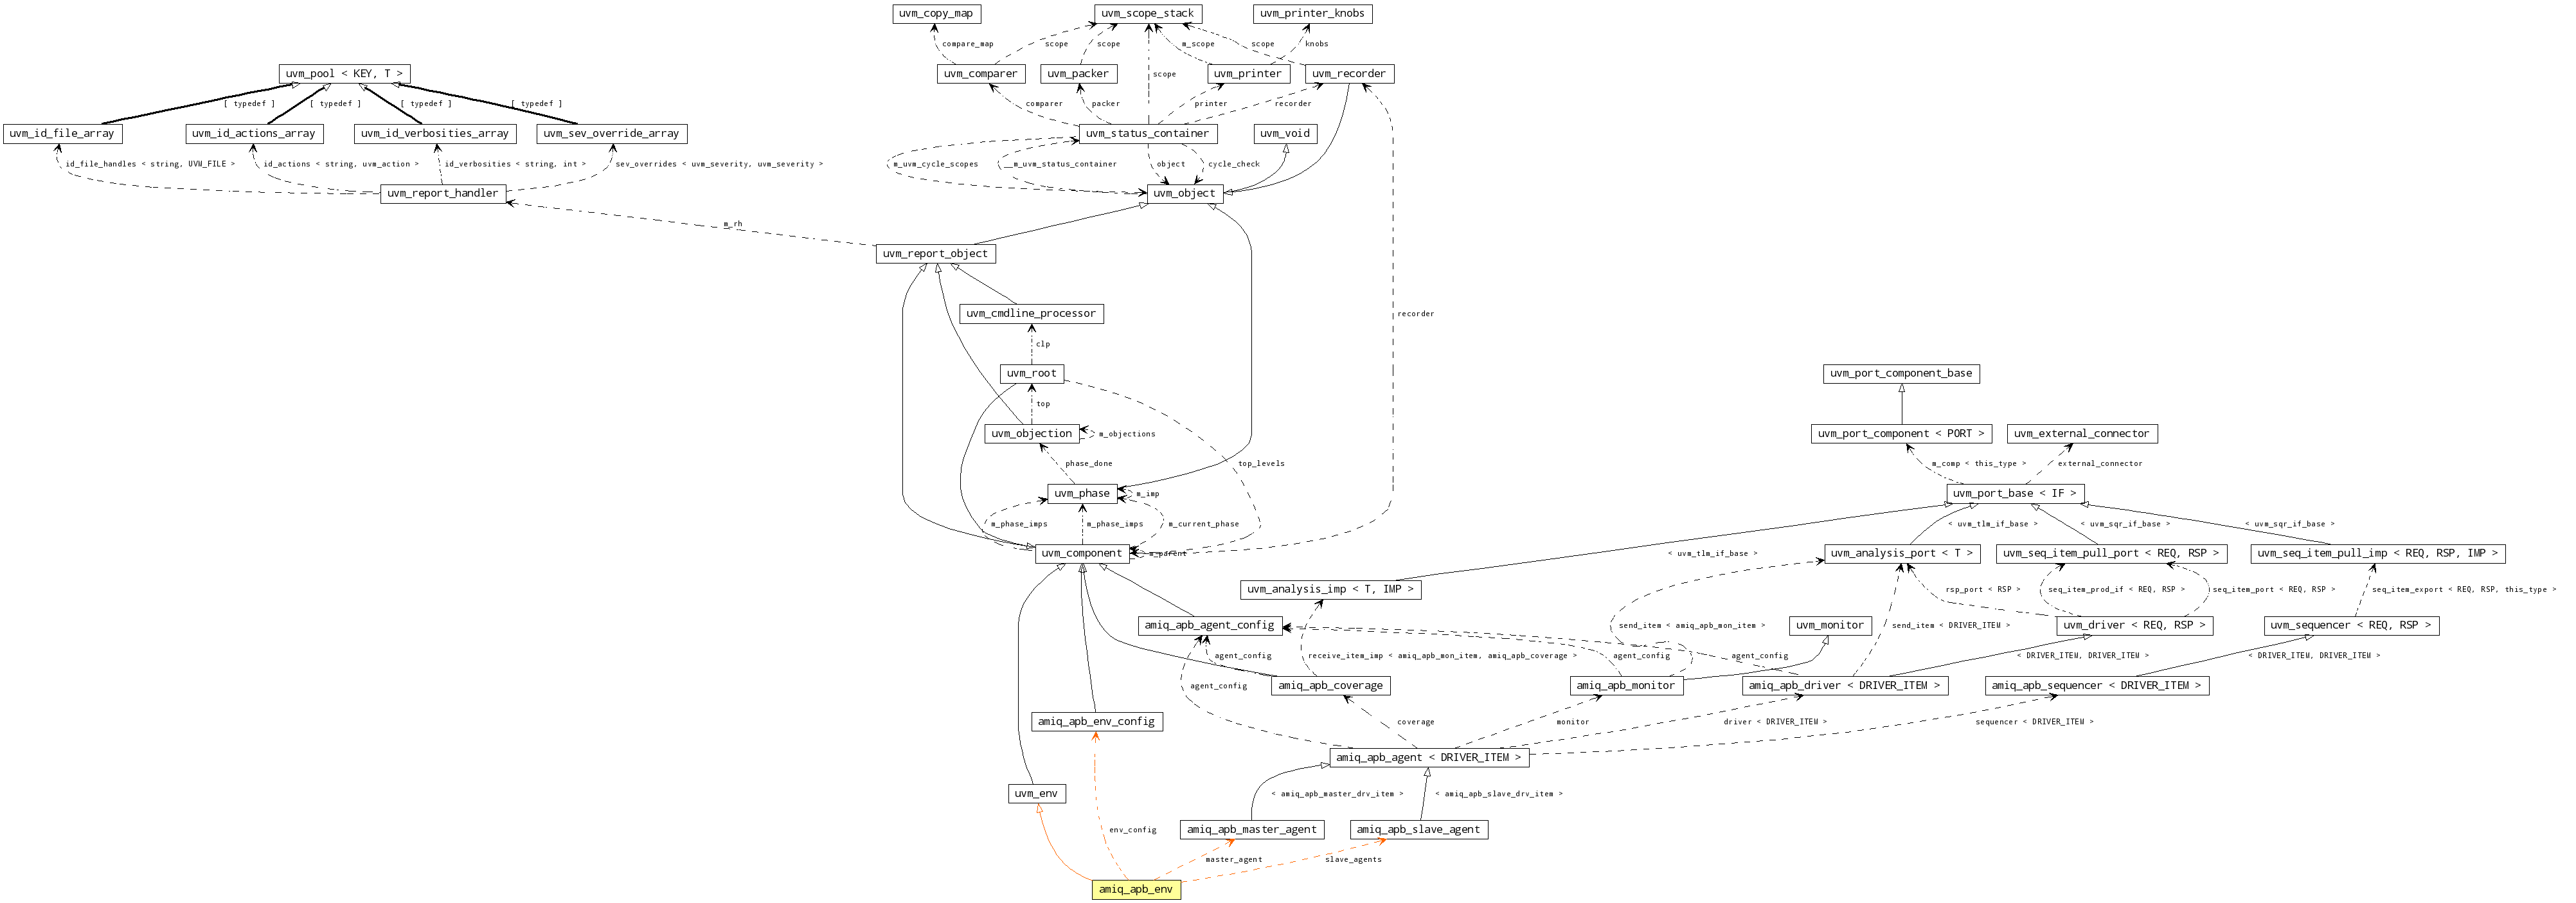 uvm_copy_map
uvm_scope_stack
uvm_printer_knobs
compare_map
scope
scope
m_scope
scope
knobs
uvm_pool < KEY, T >
uvm_comparer
uvm_packer
scope
uvm_printer
uvm_recorder
[ typedef ]
[ typedef ]
[ typedef ]
[ typedef ]
comparer
packer
printer
recorder
uvm_id_file_array
uvm_id_actions_array
uvm_id_verbosities_array
uvm_sev_override_array
uvm_status_container
uvm_void
id_file_handles < string, UVM_FILE >
id_actions < string, uvm_action >
id_verbosities < string, int >
sev_overrides < uvm_severity, uvm_severity >
m_uvm_cycle_scopes
__m_uvm_status_container
object
cycle_check
uvm_report_handler
uvm_object
m_rh
uvm_report_object
uvm_cmdline_processor
recorder
clp
uvm_root
uvm_port_component_base
top
uvm_objection
m_objections
uvm_port_component < PORT >
uvm_external_connector
phase_done
top_levels
m_comp < this_type >
external_connector
uvm_phase
m_imp
uvm_port_base < IF >
m_phase_imps
m_phase_imps
m_current_phase
< uvm_tlm_if_base >
< uvm_sqr_if_base >
< uvm_sqr_if_base >
uvm_component
m_parent
< uvm_tlm_if_base >
uvm_analysis_port < T >
uvm_seq_item_pull_port < REQ, RSP >
uvm_seq_item_pull_imp < REQ, RSP, IMP >
uvm_analysis_imp < T, IMP >
rsp_port < RSP >
seq_item_prod_if < REQ, RSP >
seq_item_port < REQ, RSP >
seq_item_export < REQ, RSP, this_type >
amiq_apb_agent_config
send_item < amiq_apb_mon_item >
uvm_monitor
send_item < DRIVER_ITEM >
uvm_driver < REQ, RSP >
uvm_sequencer < REQ, RSP >
agent_config
receive_item_imp < amiq_apb_mon_item, amiq_apb_coverage >
agent_config
agent_config
< DRIVER_ITEM, DRIVER_ITEM >
< DRIVER_ITEM, DRIVER_ITEM >
agent_config
amiq_apb_coverage
amiq_apb_monitor
amiq_apb_driver < DRIVER_ITEM >
amiq_apb_sequencer < DRIVER_ITEM >
amiq_apb_env_config
coverage
monitor
driver < DRIVER_ITEM >
sequencer < DRIVER_ITEM >
amiq_apb_agent < DRIVER_ITEM >
uvm_env
< amiq_apb_master_drv_item >
< amiq_apb_slave_drv_item >
env_config
amiq_apb_master_agent
amiq_apb_slave_agent
master_agent
slave_agents
amiq_apb_env